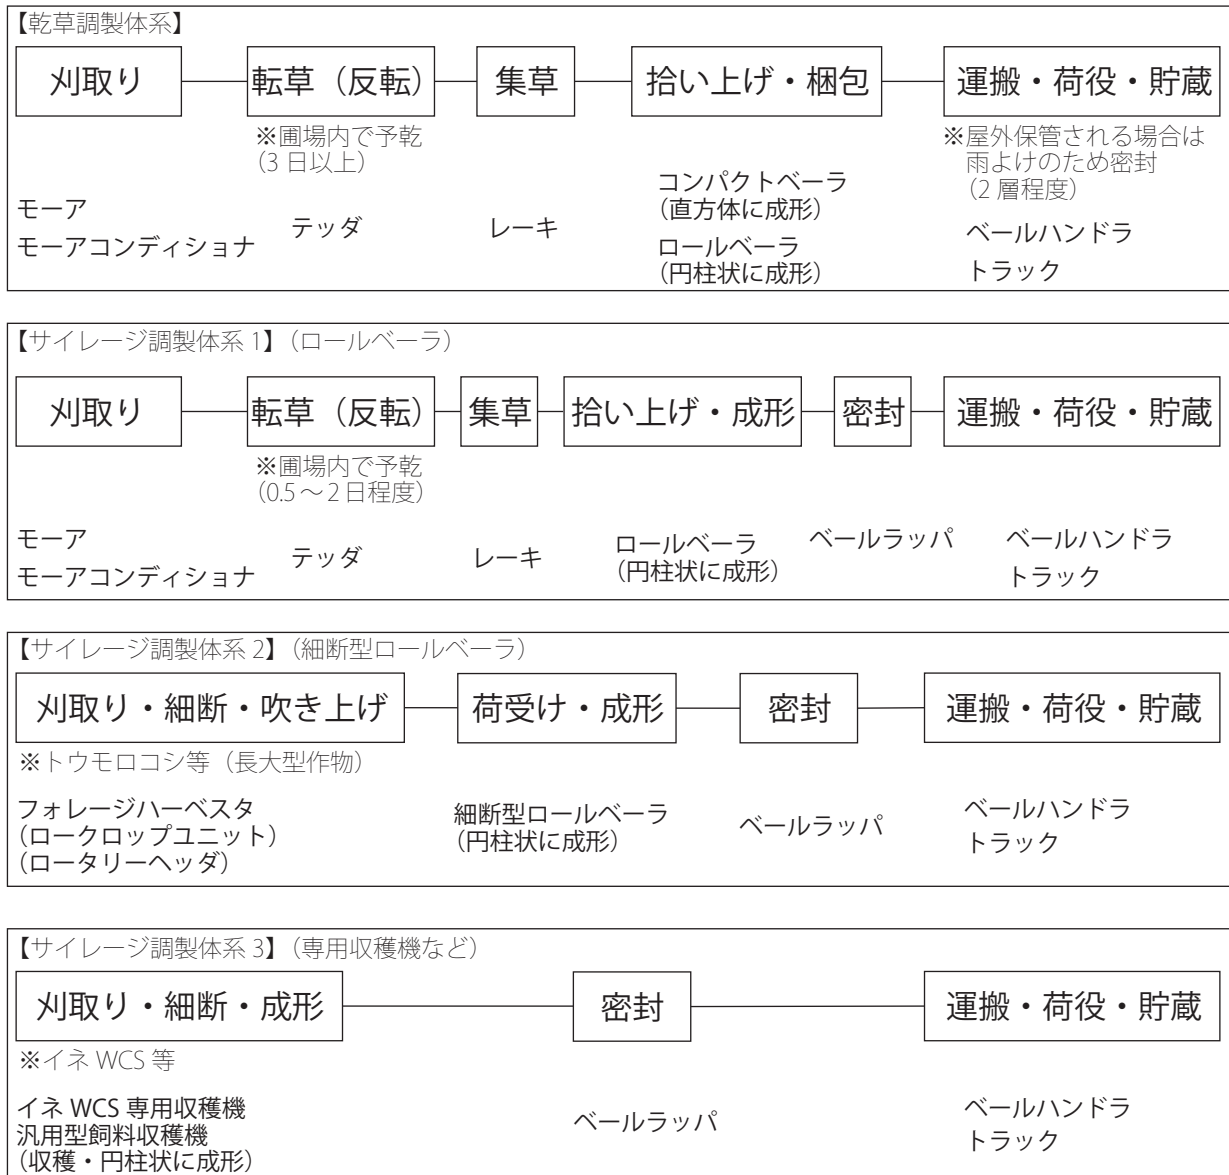 【乾草調製体系】
刈取り 転草（反転） 集草 拾い上げ・梱包 運搬・荷役・貯蔵
※圃場内で予乾
（3 日以上）
※屋外保管される場合は
雨よけのため密封
（2 層程度）
モーア
モーアコンディショナ
テッダ
レーキ
コンパクトベーラ
（直方体に成形）
ロールベーラ
（円柱状に成形）
ベールハンドラ
トラック
【サイレージ調製体系 1】（ロールベーラ）
刈取り 転草（反転） 集草 拾い上げ・成形 密封 運搬・荷役・貯蔵
※圃場内で予乾
（0.5～2 日程度）
モーア
モーアコンディショナ
テッダ
レーキ
ロールベーラ
（円柱状に成形）
ベールラッパ
ベールハンドラ
トラック
【サイレージ調製体系 2】（細断型ロールベーラ）
刈取り・細断・吹き上げ 荷受け・成形 密封 運搬・荷役・貯蔵
※トウモロコシ等（長大型作物）
フォレージハーベスタ
（ロークロップユニット）
（ロータリーヘッダ）
細断型ロールベーラ
（円柱状に成形）
ベールラッパ
ベールハンドラ
トラック
【サイレージ調製体系 3】（専用収穫機など）
刈取り・細断・成形 密封 運搬・荷役・貯蔵
※イネ WCS 等
イネ WCS 専用収穫機
汎用型飼料収穫機
（収穫・円柱状に成形）
ベールラッパ
ベールハンドラ
トラック